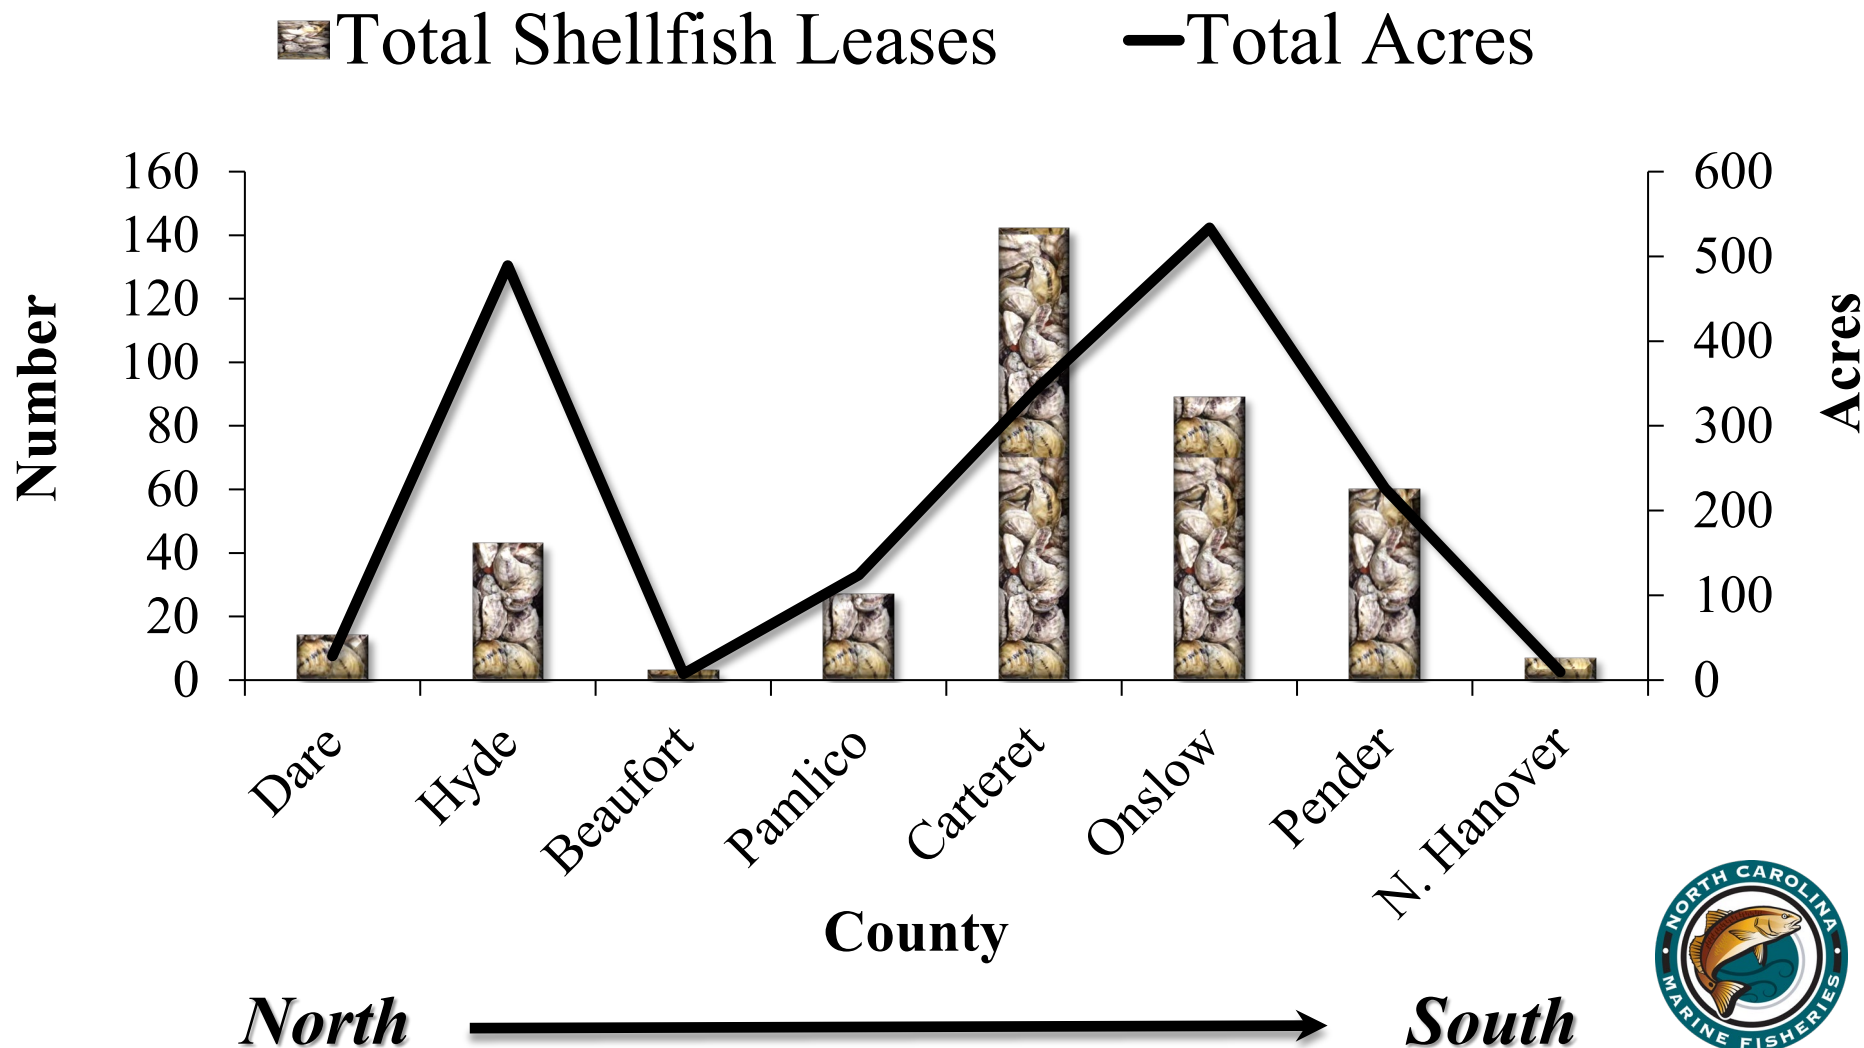 Total Shellfish Leases Total Acres
160
140
120
100
80
60
40
20
0
Number
600
500
400
300
200
100
0
Acres
Dare
Hyde
Beaufort
Pamlico
Carteret
Onslow
Pender
N. Hanover
County
North South
NORTH CAROLINA
MARINE FISHERIES